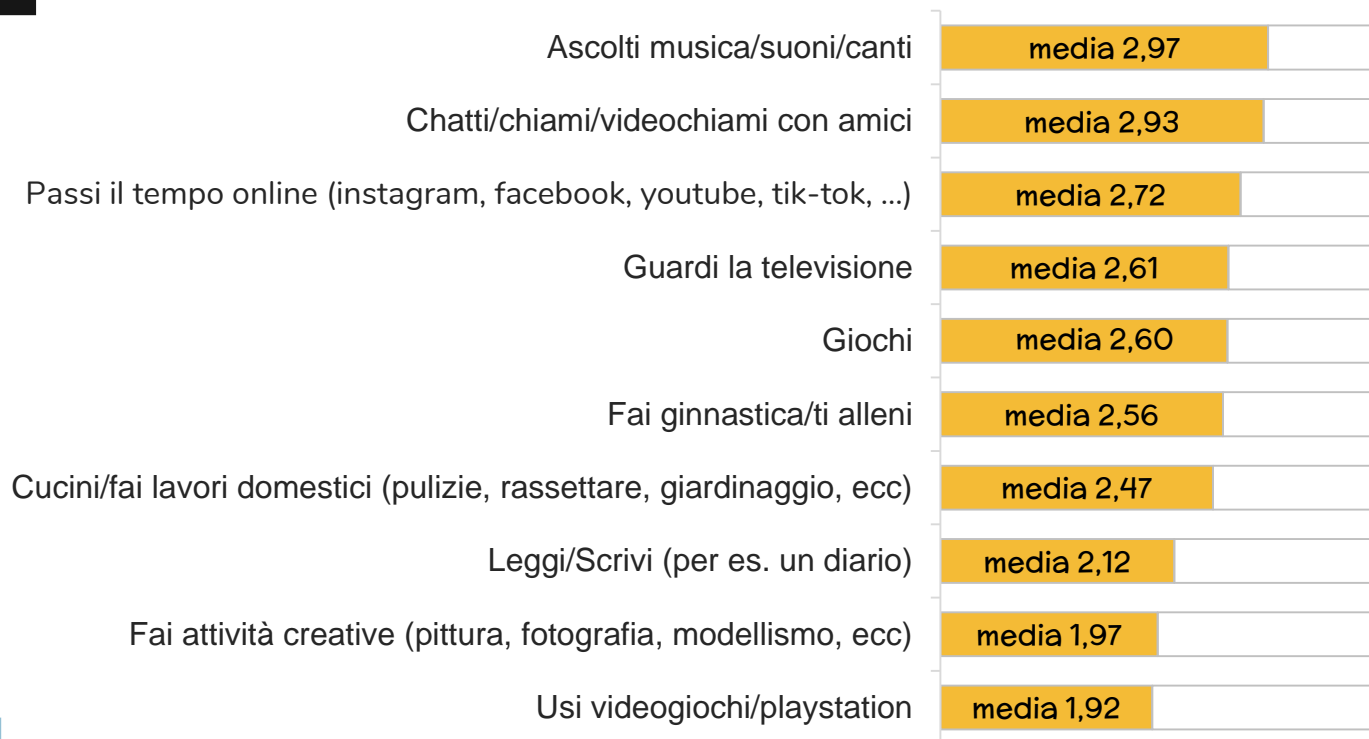 Ascolti musica/suoni/canti media 2,97
Chatti/chiami/videochiami con amici media 2,93
Passi il tempo online (instagram, facebook, youtube, tik-tok, ...) media 2,72
Guardi la televisione media 2,61
Giochi media 2,60
Fai ginnastica/ti alleni media 2,56
Cucini/fai lavori domestici (pulizie, rassettare, giardinaggio, ecc) media 2,47
Leggi/Scrivi (per es. un diario) media 2,12
Fai attività creative (pittura, fotografia, modellismo, ecc) media 1,97
Usi videogiochi/playstation media 1,92